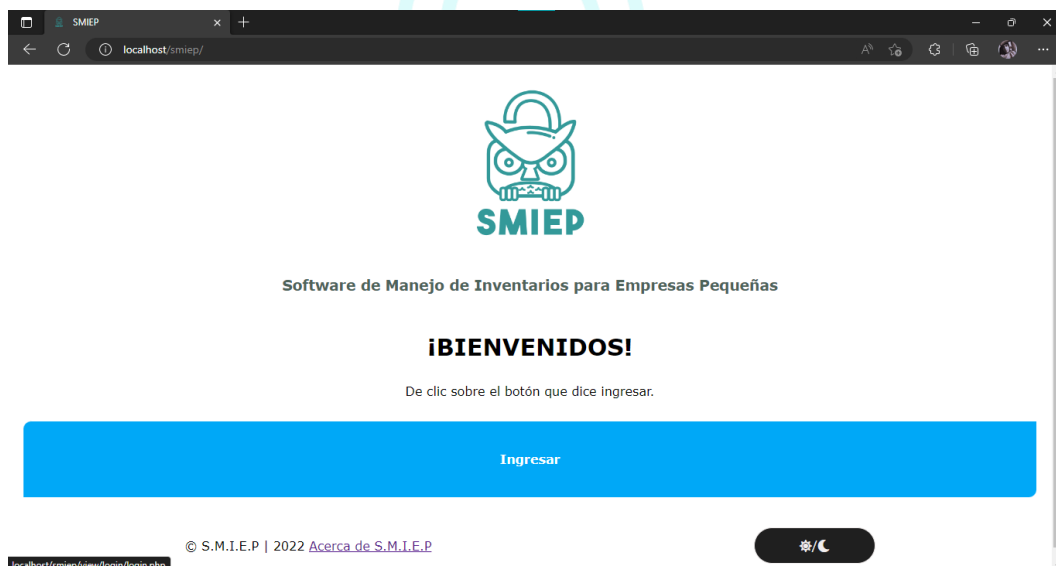 SMIEP
localhost/smiep/
SMIEP
Software de Manejo de Inventarios para Empresas Pequeñas
¡BIENVENIDOS!
De clic sobre el botón que dice ingresar.
Ingresar
© S.M.I.E.P | 2022 Acerca de S.M.I.E.P
localhost/smiep/view/login/login.php